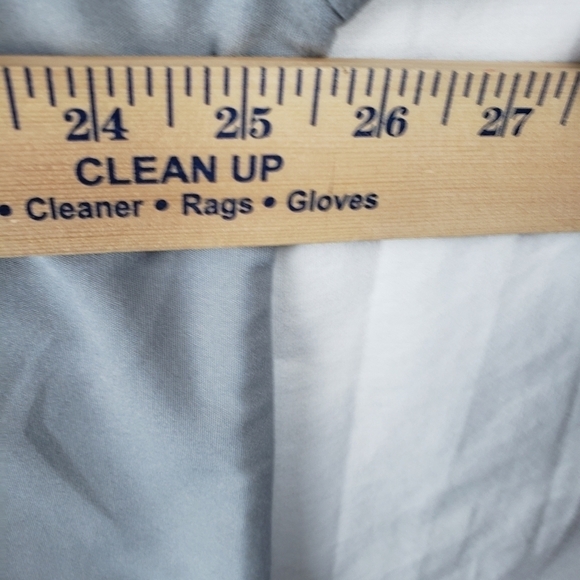 24 25 26 27
CLEAN UP
• Cleaner • Rags • Gloves